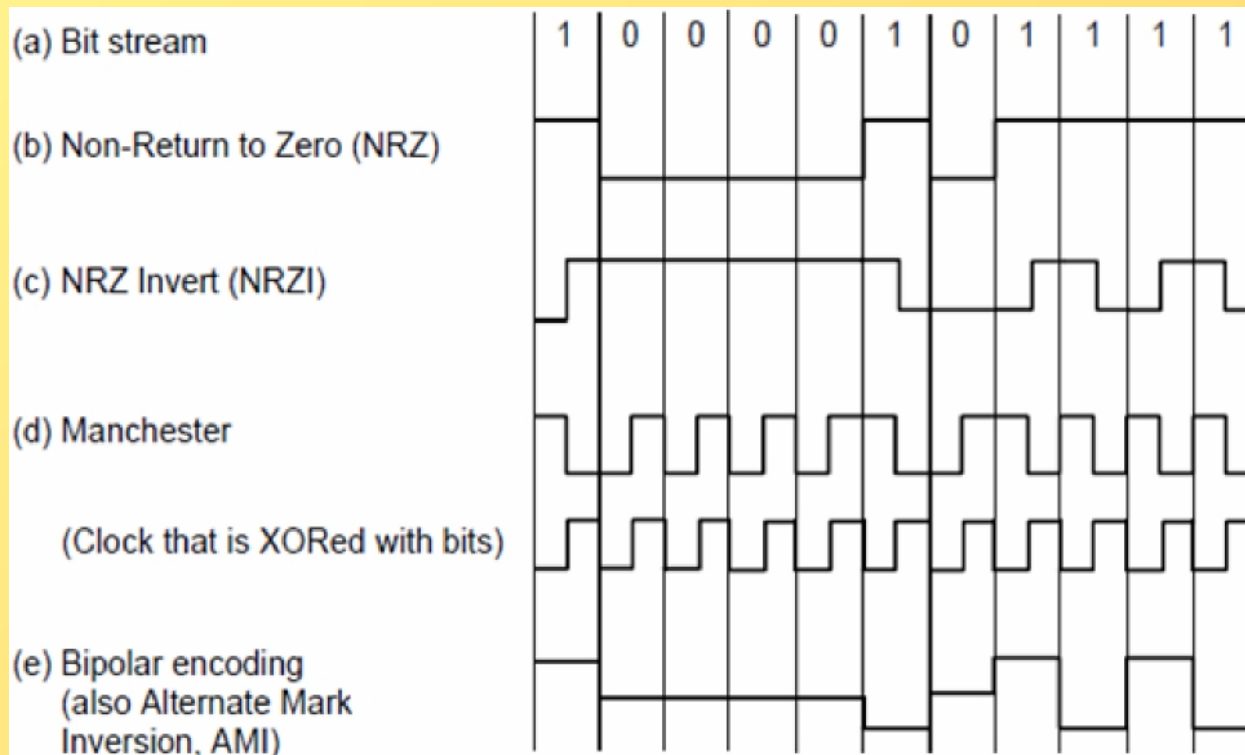 (a) Bit stream 1 0 0 0 0 1 0 1 1 1 1
(b) Non-Return to Zero (NRZ)
(c) NRZ Invert (NRZI)
(d) Manchester
(Clock that is XORed with bits)
(e) Bipolar encoding
(also Alternate Mark
Inversion, AMI)